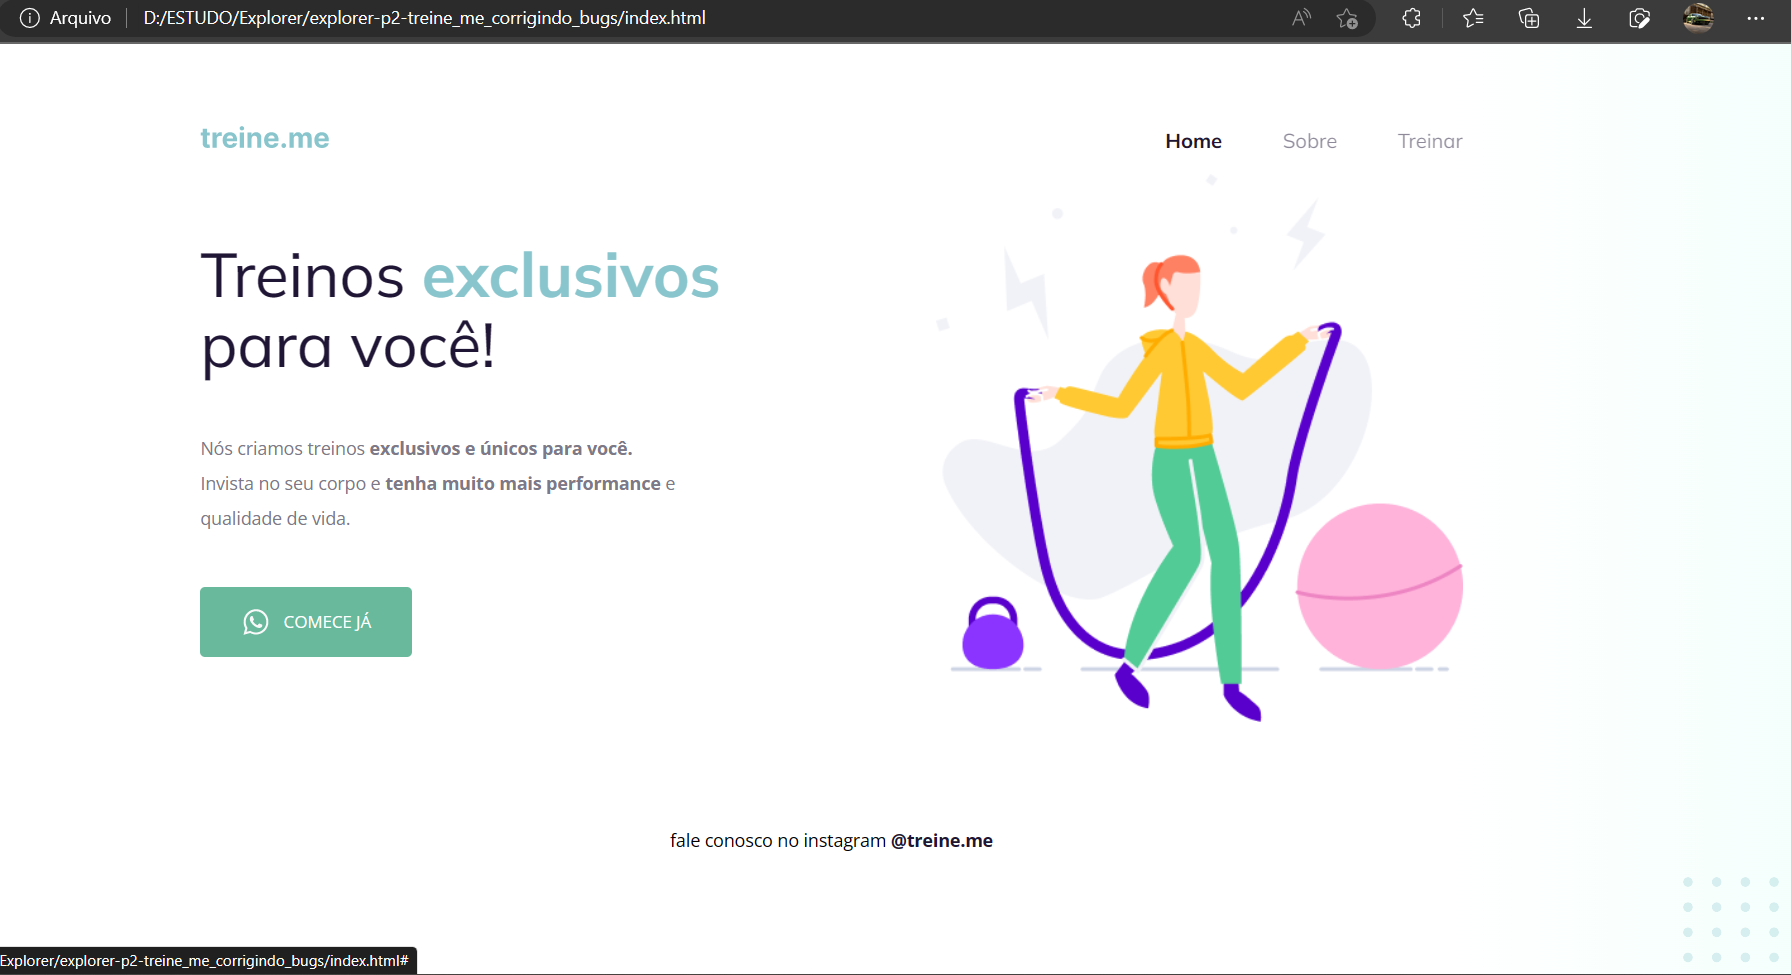 Arquivo D:/ESTUDO/Explorer/explorer-p2-treine_me_corrigindo_bugs/index.html
treine.me
Home Sobre Treinar
Treinos exclusivos
para você!
Nós criamos treinos exclusivos e únicos para você.
Invista no seu corpo e tenha muito mais performance e
qualidade de vida.
COMECE JÁ
fale conosco no instagram @treine.me
Explorer/explorer-p2-treine_me_corrigindo_bugs/index.html#